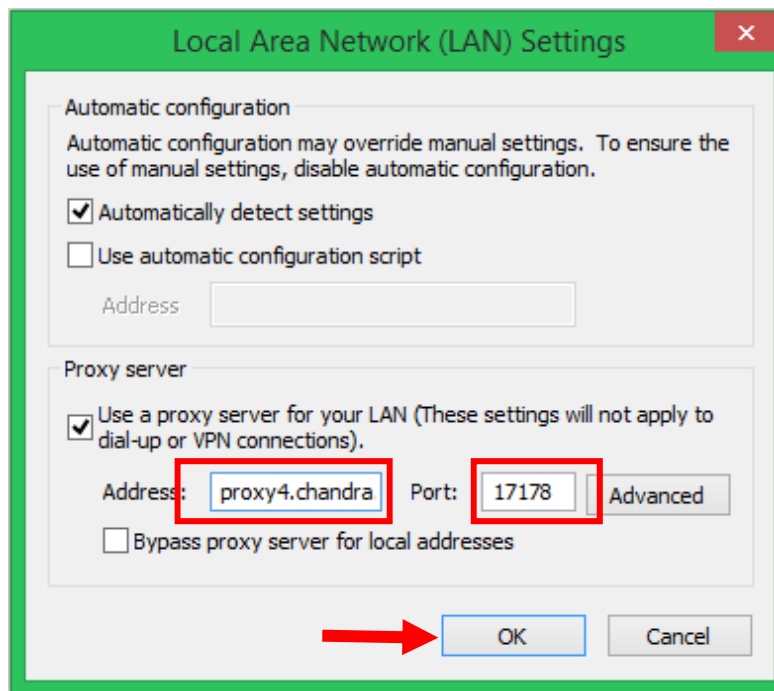 Local Area Network (LAN) Settings
Automatic configuration
Automatic configuration may override manual settings. To ensure the
use of manual settings, disable automatic configuration.
Automatically detect settings
Use automatic configuration script
Address
Proxy server
Use a proxy server for your LAN (These settings will not apply to
dial-up or VPN connections).
Address: proxy4.chandra Port: 17178 Advanced
Bypass proxy server for local addresses
OK Cancel